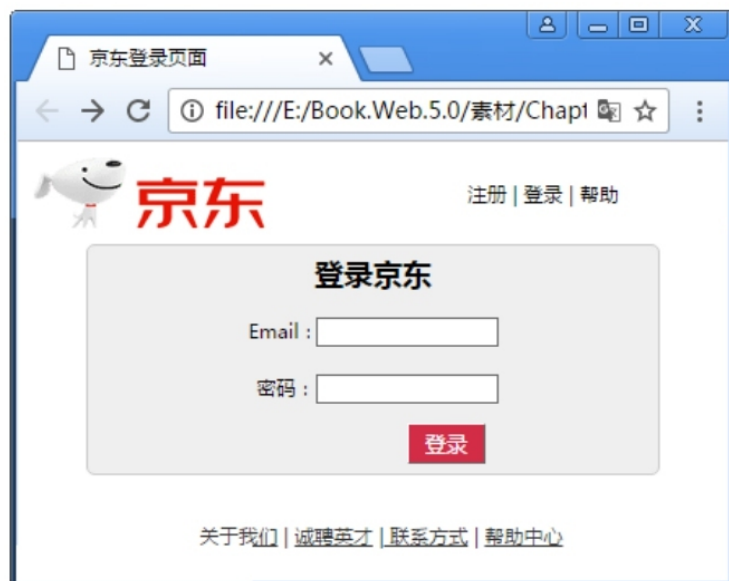 京东登录页面
file:///E:/Book.Web.5.0/素材/Chapt
京东
注册 | 登录 | 帮助
登录京东
Email：
密码：
登录
关于我们 | 诚聘英才 | 联系方式 | 帮助中心